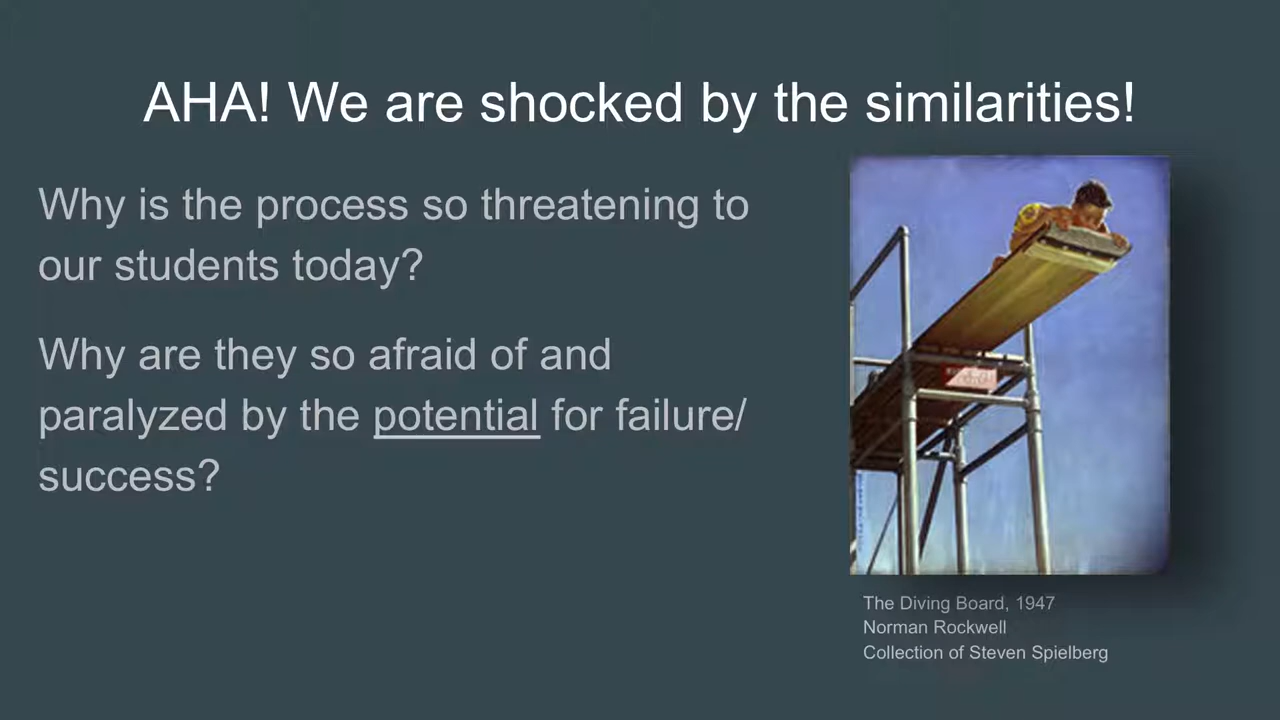 AHA! We are shocked by the similarities!
Why is the process so threatening to
our students today?
Why are they so afraid of and
paralyzed by the potential for failure/
success?
The Diving Board, 1947
Norman Rockwell
Collection of Steven Spielberg